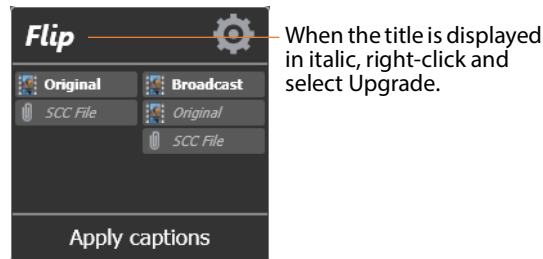 Flip
When the title is displayed
in italic, right-click and
select Upgrade.
Original
Broadcast
SCC File
Original
SCC File
Apply captions